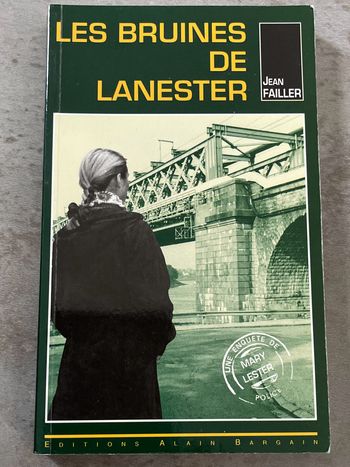 LES BRUINES
DE
LANESTER
JEAN
FAILLER
UNE ENQUÊTE DE
MARY
LESTER
POLICE
EDITIONS ALAIN BARGAIN